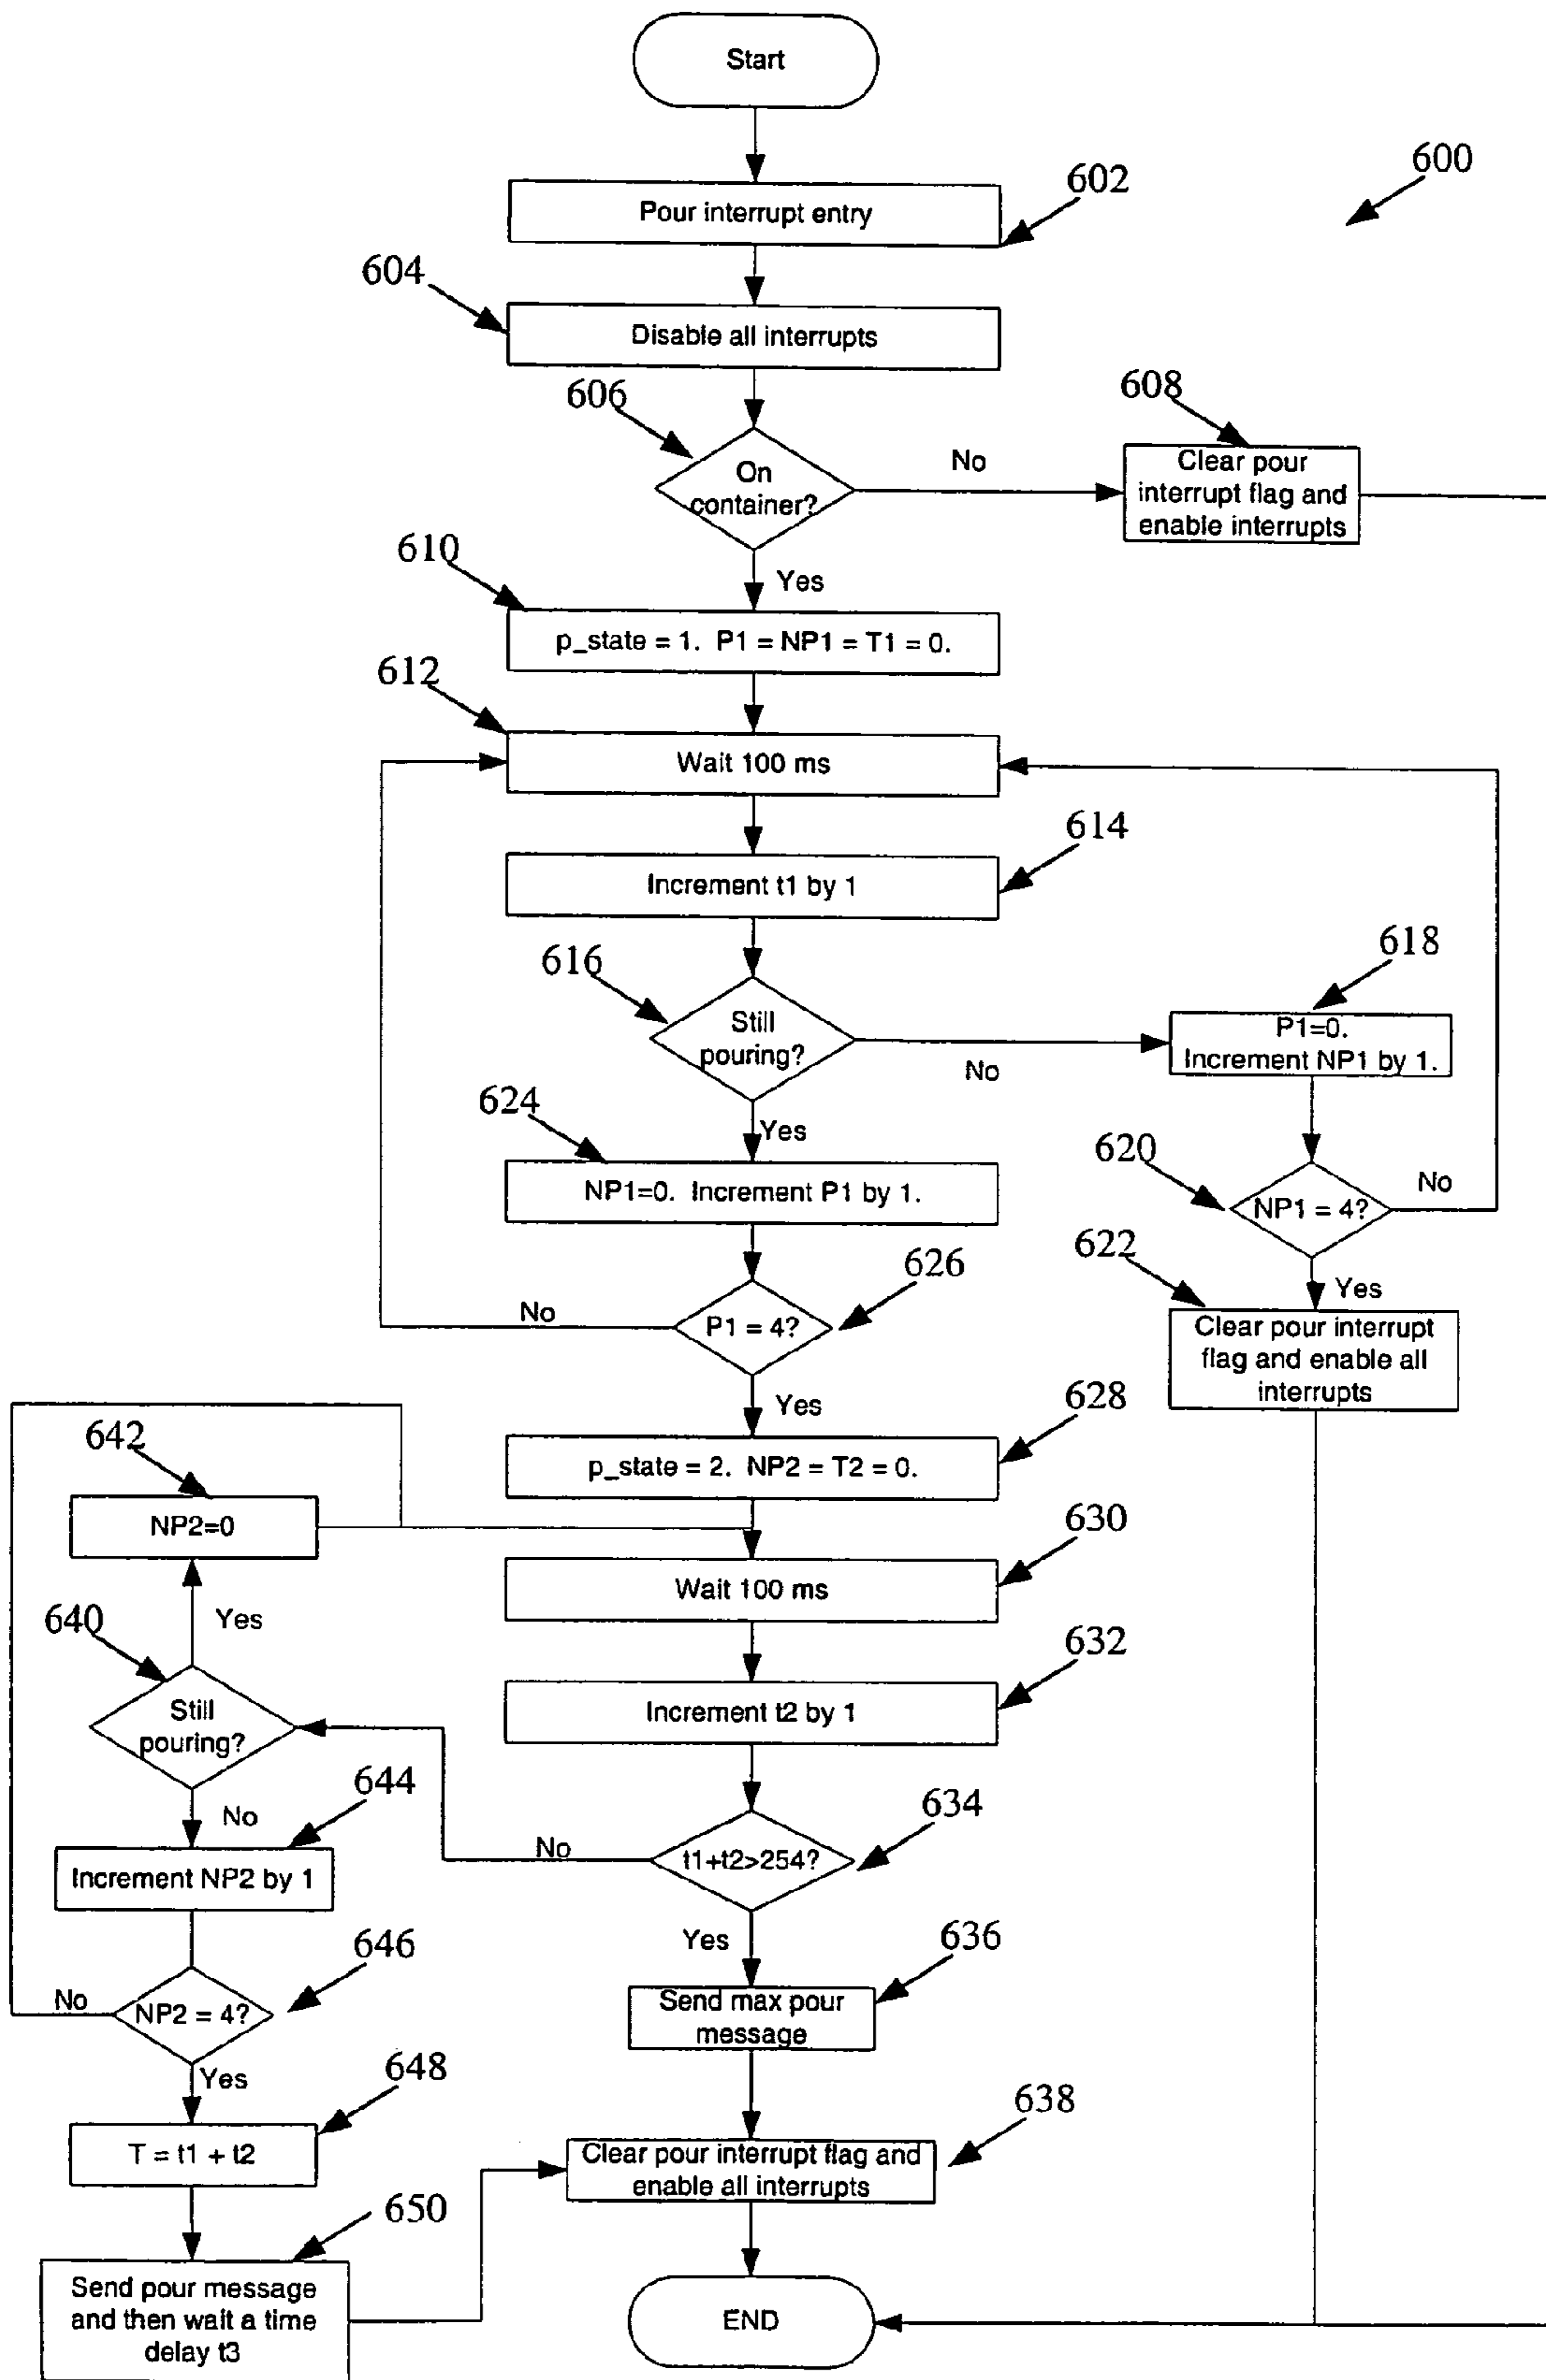 Start
600
602
Pour interrupt entry
604
Disable all interrupts
606
608
On
container?
No
Clear pour
interrupt flag and
enable interrupts
610
Yes
p_state = 1. P1 = NP1 = T1 = 0.
612
Wait 100 ms
614
Increment t1 by 1
616
618
Still
pouring?
No
P1=0.
Increment NP1 by 1.
624
Yes
620
NP1=0. Increment P1 by 1.
NP1 = 4?
No
622
626
Yes
No
P1 = 4?
Clear pour interrupt
flag and enable all
interrupts
628
Yes
642
p_state = 2. NP2 = T2 = 0.
NP2=0
630
Wait 100 ms
640
Yes
632
Still
pouring?
Increment t2 by 1
644
634
No
No
t1+t2>254?
Increment NP2 by 1
646
Yes
636
No
NP2 = 4?
Send max pour
message
648
Yes
638
T = t1 + t2
Clear pour interrupt flag and
enable all interrupts
650
Send pour message
and then wait a time
delay t3
END